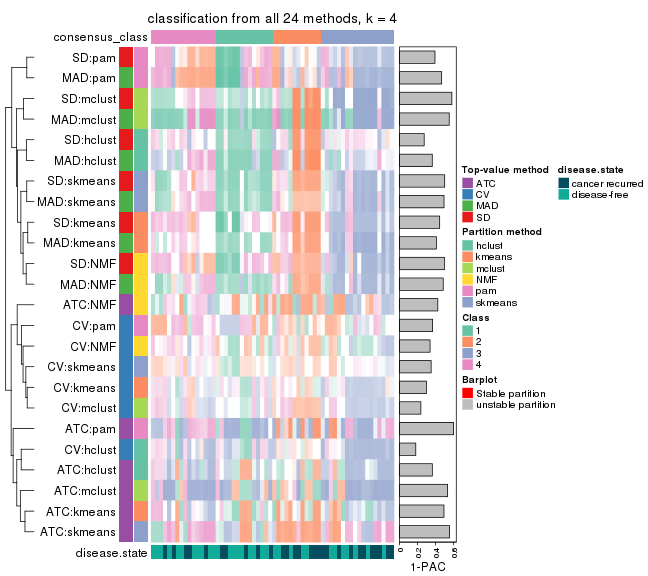 classification from all 24 methods, k = 4
consensus_class
SD:pam
MAD:pam
SD:mclust
MAD:mclust
SD:hclust
MAD:hclust
SD:skmeans
MAD:skmeans
SD:kmeans
MAD:kmeans
SD:NMF
MAD:NMF
ATC:NMF
CV:pam
CV:NMF
CV:skmeans
CV:kmeans
CV:mclust
ATC:pam
CV:hclust
ATC:hclust
ATC:mclust
ATC:kmeans
ATC:skmeans
disease.state
0 0.2 0.4 0.6
1-PAC
Top-value method
ATC
CV
MAD
SD
Partition method
hclust
kmeans
mclust
NMF
pam
skmeans
Class
1
2
3
4
Barplot
Stable partition
unstable partition
disease.state
cancer recurred
disease-free